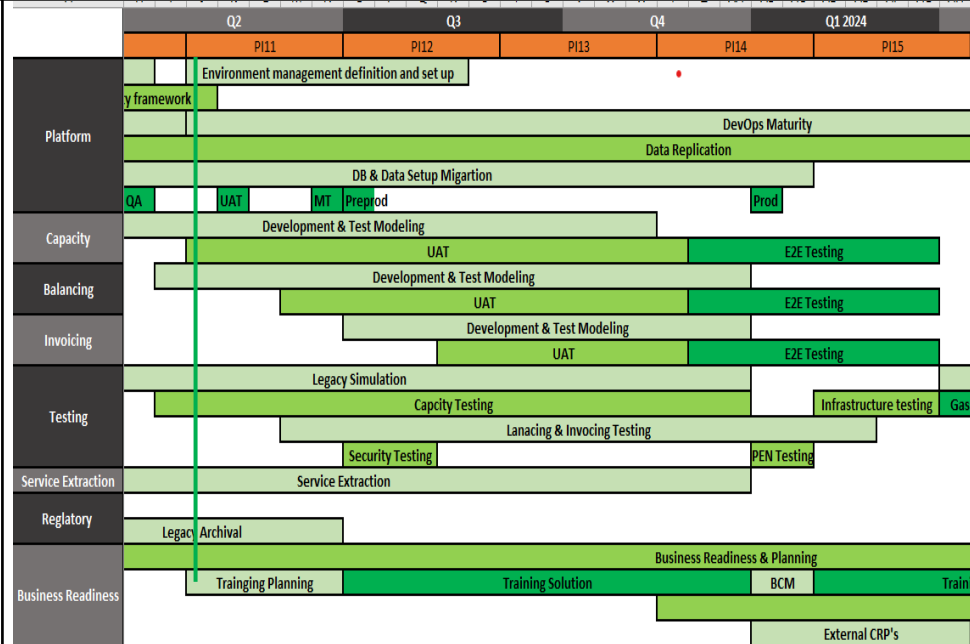 Q2 Q3 Q4 Q1 2024
PI11 PI12 PI13 PI14 PI15
Platform
Environment management definition and set up
y framework
DevOps Maturity
Data Replication
DB & Data Setup Migartion
QA UAT MT Preprod Prod
Capacity
Development & Test Modeling
UAT E2E Testing
Balancing
Development & Test Modeling
UAT E2E Testing
Invoicing
Development & Test Modeling
UAT E2E Testing
Testing
Legacy Simulation
Capcity Testing Infrastructure testing Gas
Lanacing & Invocing Testing
Security Testing PEN Testing
Service Extraction Service Extraction
Reglatory
Legacy Archival
Business Readiness
Business Readiness & Planning
Trainging Planning Training Solution BCM Train
External CRP's